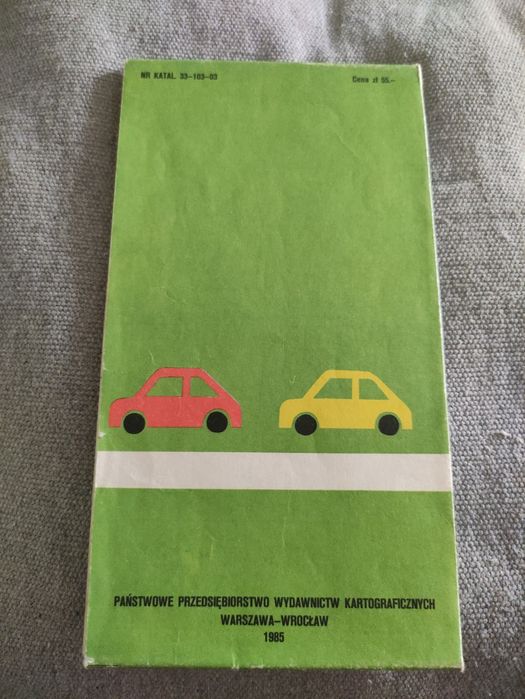 NR KATAL. 33-103-03
Cena zł 55.-
PAŃSTWOWE PRZEDSIĘBIORSTWO WYDAWNICTW KARTOGRAFICZNYCH
WARSZAWA-WROCŁAW
1985